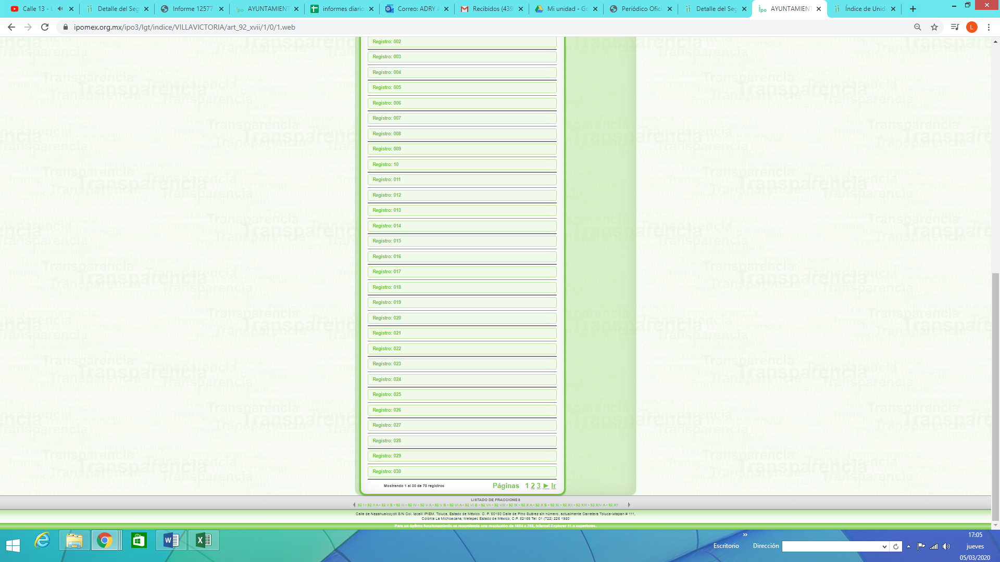 Calle 13 - L
Detalle del Seg
Informe 12577
AYUNTAMIENT
informes diario
Correo: ADRY A
Recibidos (439
Mi unidad - Go
Periódico Ofici
Detalle del Seg
AYUNTAMIENT
Índice de Unid
ipomex.org.mx/ipo3/lgt/indice/VILLAVICTORIA/art_92_xvii/1/0/1.web
L
Registro: 002
Registro: 003
Registro: 004
Registro: 005
Registro: 006
Registro: 007
Registro: 008
Registro: 009
Registro: 10
Registro: 011
Registro: 012
Registro: 013
Registro: 014
Registro: 015
Registro: 016
Registro: 017
Registro: 018
Registro: 019
Registro: 020
Registro: 021
Registro: 022
Registro: 023
Registro: 024
Registro: 025
Registro: 026
Registro: 027
Registro: 028
Registro: 029
Registro: 030
Mostrando 1 al 30 de 78 registros
Páginas 1 2 3 ► Ir
LISTADO DE FRACCIONES
92 I - 92 II A - 92 II B - 92 III - 92 IV - 92 V A - 92 V B - 92 VI A - 92 VI B - 92 VII - 92 VIII - 92 IX - 92 X A - 92 X B - 92 XI - 92 XII - 92 XIII - 92 XIV A - 92 XIV
Calle de Nezahualcoyotl S/N Col. Izcalli IPIEM, Toluca, Estado de México. C. P. 50150 Calle de Pino Suárez sin número, actualmente Carretera Toluca-Ixtapan # 111,
Colonia La Michoacana; Metepec Estado de México, C.P. 52166 Tel: 01 (722) 226 1980
Para un óptimo funcionamiento se recomienda una resolución de 1024 x 768, Internet Explorer 11 o superiores.
Escritorio
Dirección
17:05
jueves
05/03/2020